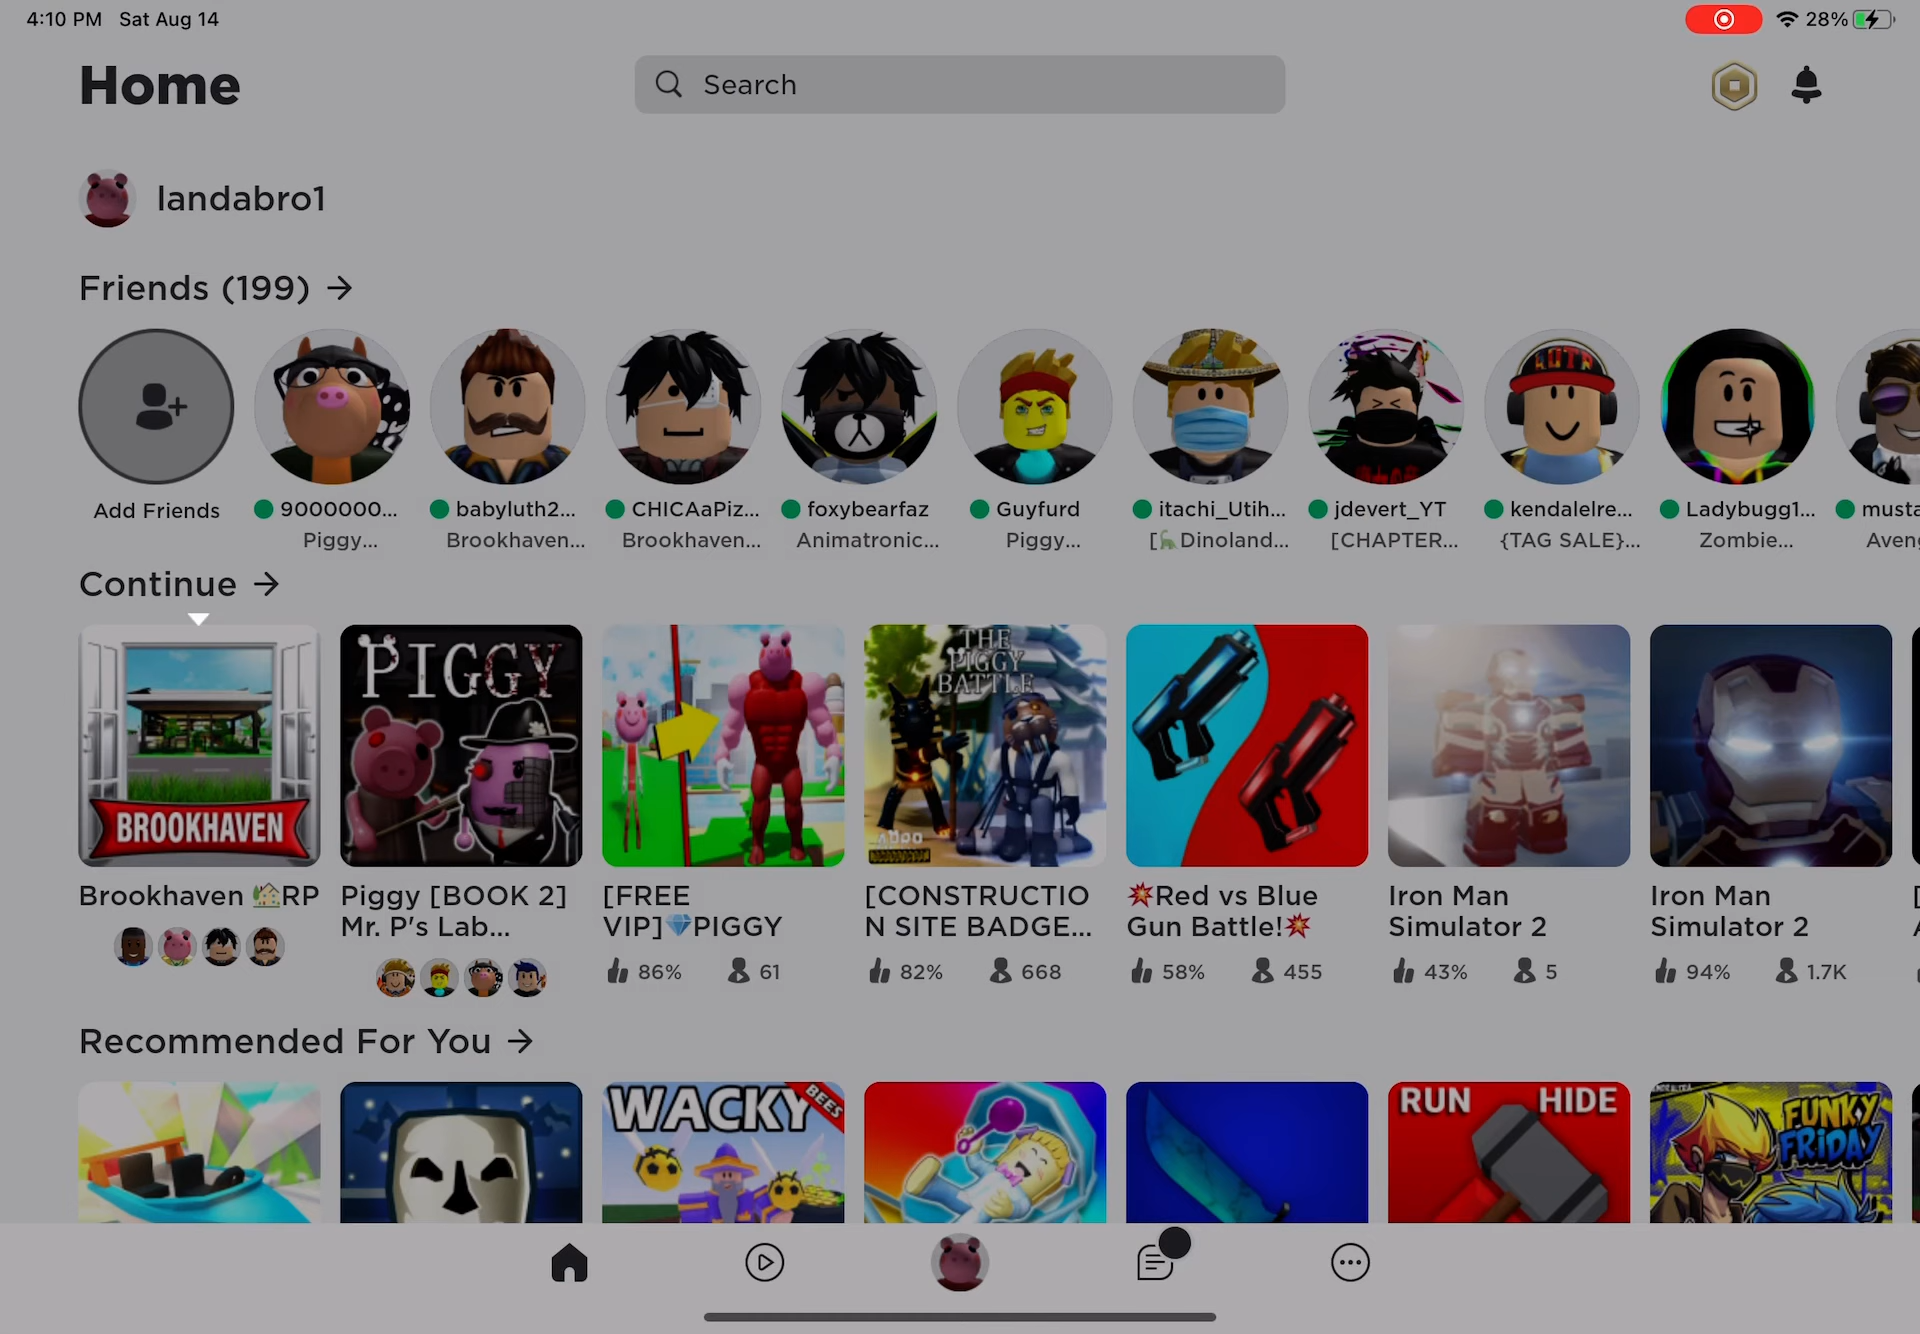 4:10 PM Sat Aug 14
28%
Home
Search
landabro1
Friends (199) →
Add Friends
9000000...
Piggy...
babyluth2...
Brookhaven...
CHICAaPiz...
Brookhaven...
foxybearfaz
Animatronic...
Guyfurd
Piggy...
itachi_Utih...
[🦕Dinoland...
jdevert_YT
[CHAPTER...
kendalelre...
{TAG SALE}...
Ladybugg1...
Zombie...
musta
Aveng
Continue →
BROOKHAVEN
Brookhaven 🏡RP
PIGGY
Piggy [BOOK 2]
Mr. P's Lab...
[FREE
VIP]💎PIGGY
86% 61
THE
PIGGY
BATTLE
[CONSTRUCTIO
N SITE BADGE...
82% 668
💥Red vs Blue
Gun Battle!💥
58% 455
Iron Man
Simulator 2
43% 5
Iron Man
Simulator 2
94% 1.7K
Recommended For You →
WACKY
BEES
RUN HIDE
FUNKY
FRIDAY